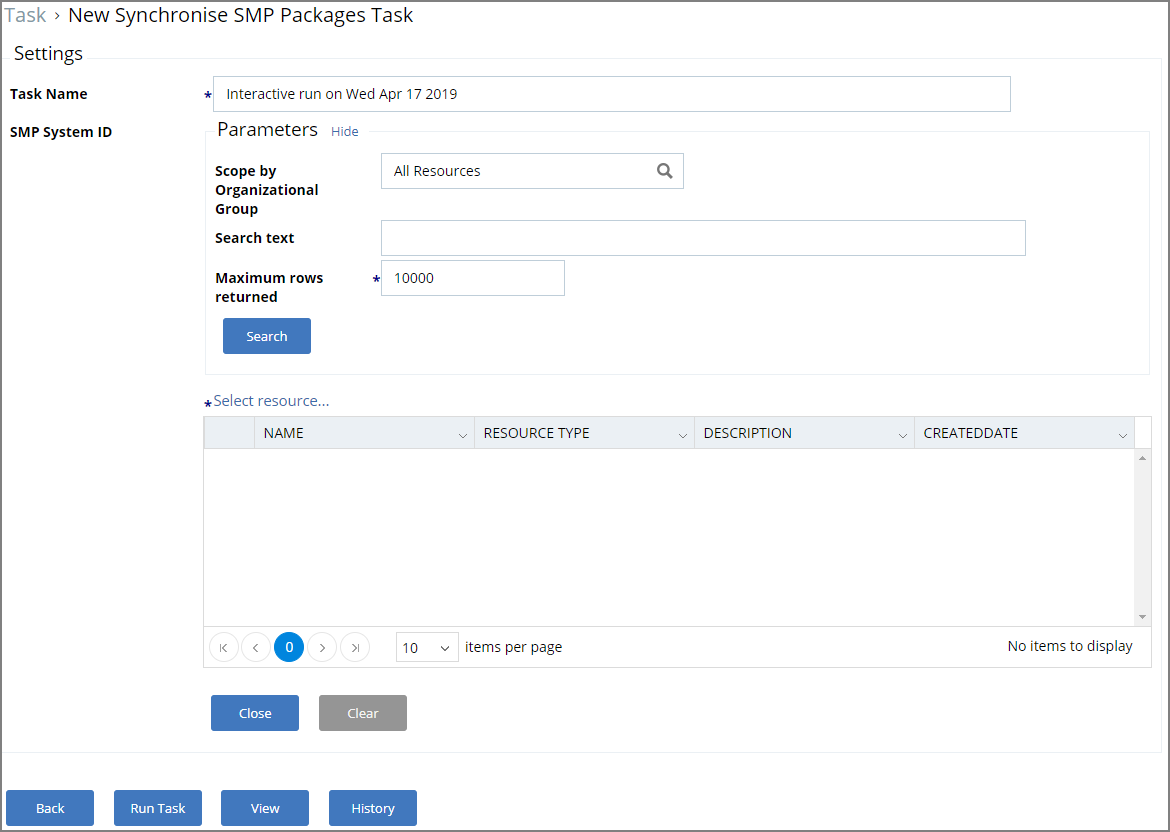 Task › New Synchronise SMP Packages Task
Settings
Task Name * Interactive run on Wed Apr 17 2019
SMP System ID
Parameters Hide
Scope by
Organizational
Group
All Resources
Search text
Maximum rows
returned
* 10000
Search
*Select resource...
NAME RESOURCE TYPE DESCRIPTION CREATEDDATE
0 10 items per page No items to display
Close Clear
Back Run Task View History